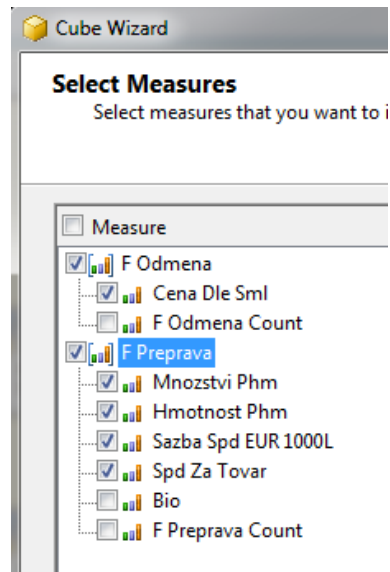 Cube Wizard
Select Measures
Select measures that you want to i
Measure
F Odmena
Cena Dle Sml
F Odmena Count
F Preprava
Mnozstvi Phm
Hmotnost Phm
Sazba Spd EUR 1000L
Spd Za Tovar
Bio
F Preprava Count